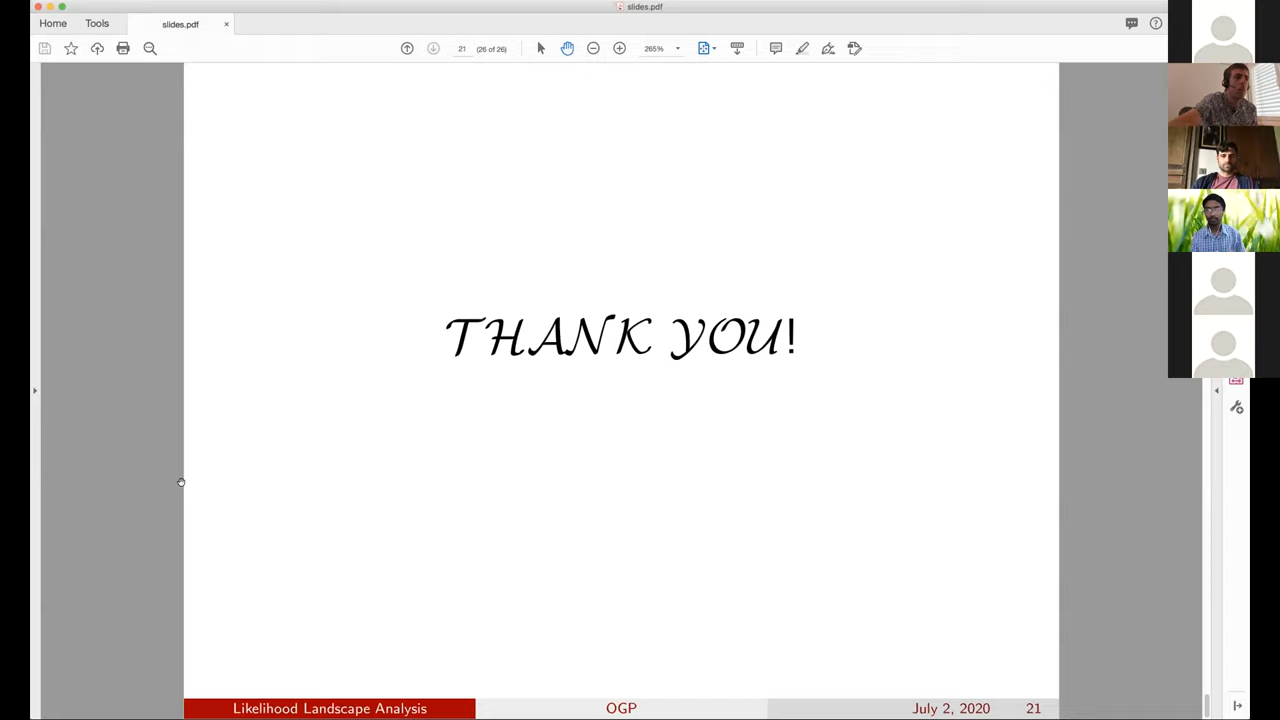 slides.pdf
Home Tools slides.pdf ×
21 (26 of 26) 265%
THANK YOU!
Likelihood Landscape Analysis OGP July 2, 2020 21